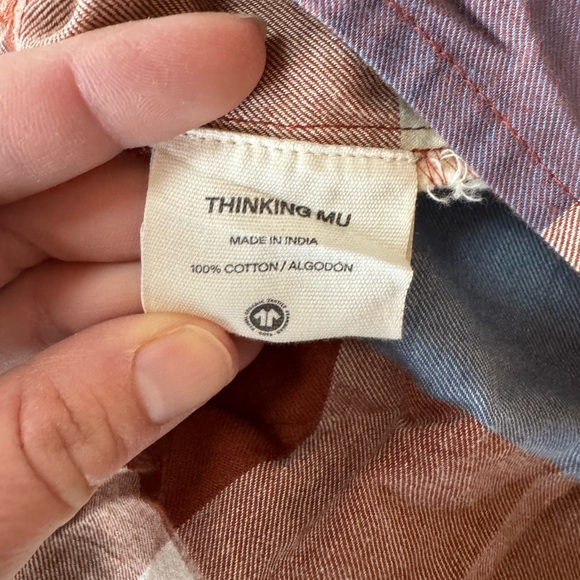 THINKING MU
MADE IN INDIA
100% COTTON / ALGODÓN